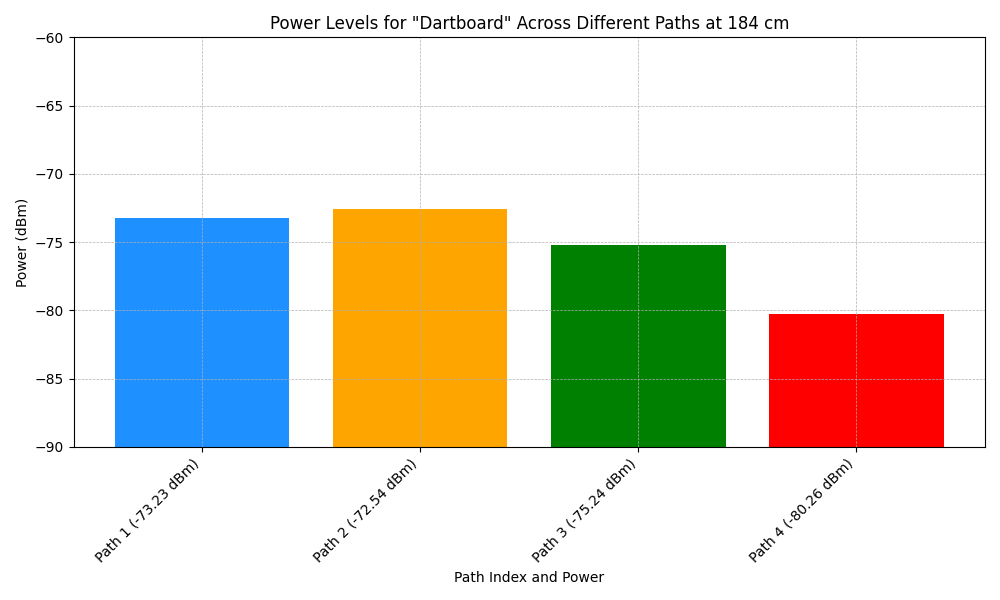 Power Levels for "Dartboard" Across Different Paths at 184 cm
Power (dBm)
−60
−65
−70
−75
−80
−85
−90
Path 1 (-73.23 dBm)
Path 2 (-72.54 dBm)
Path 3 (-75.24 dBm)
Path 4 (-80.26 dBm)
Path Index and Power